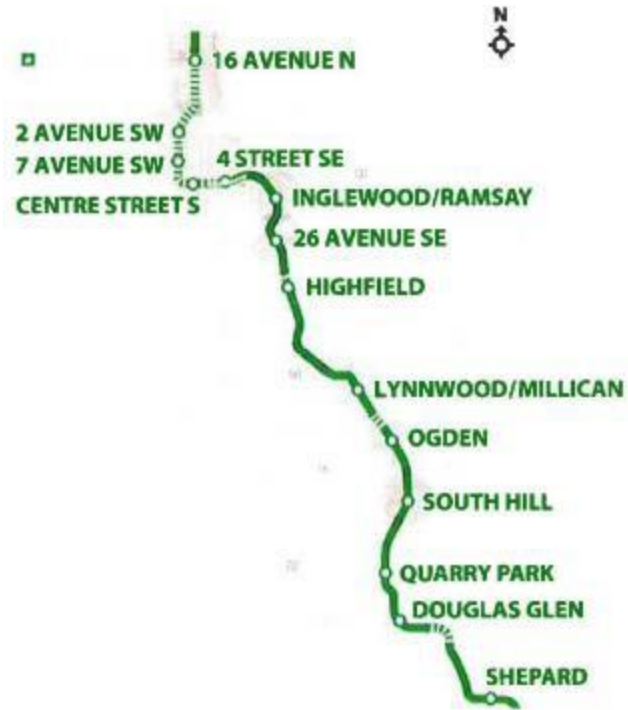 N
16 AVENUE N
2 AVENUE SW
7 AVENUE SW
4 STREET SE
CENTRE STREET S
INGLEWOOD/RAMSAY
26 AVENUE SE
HIGHFIELD
LYNNWOOD/MILLICAN
OGDEN
SOUTH HILL
QUARRY PARK
DOUGLAS GLEN
SHEPARD